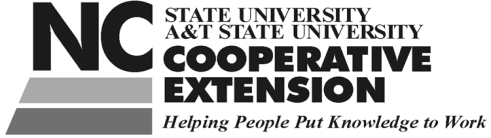 NC STATE UNIVERSITY
A&T STATE UNIVERSITY
COOPERATIVE
EXTENSION
Helping People Put Knowledge to Work